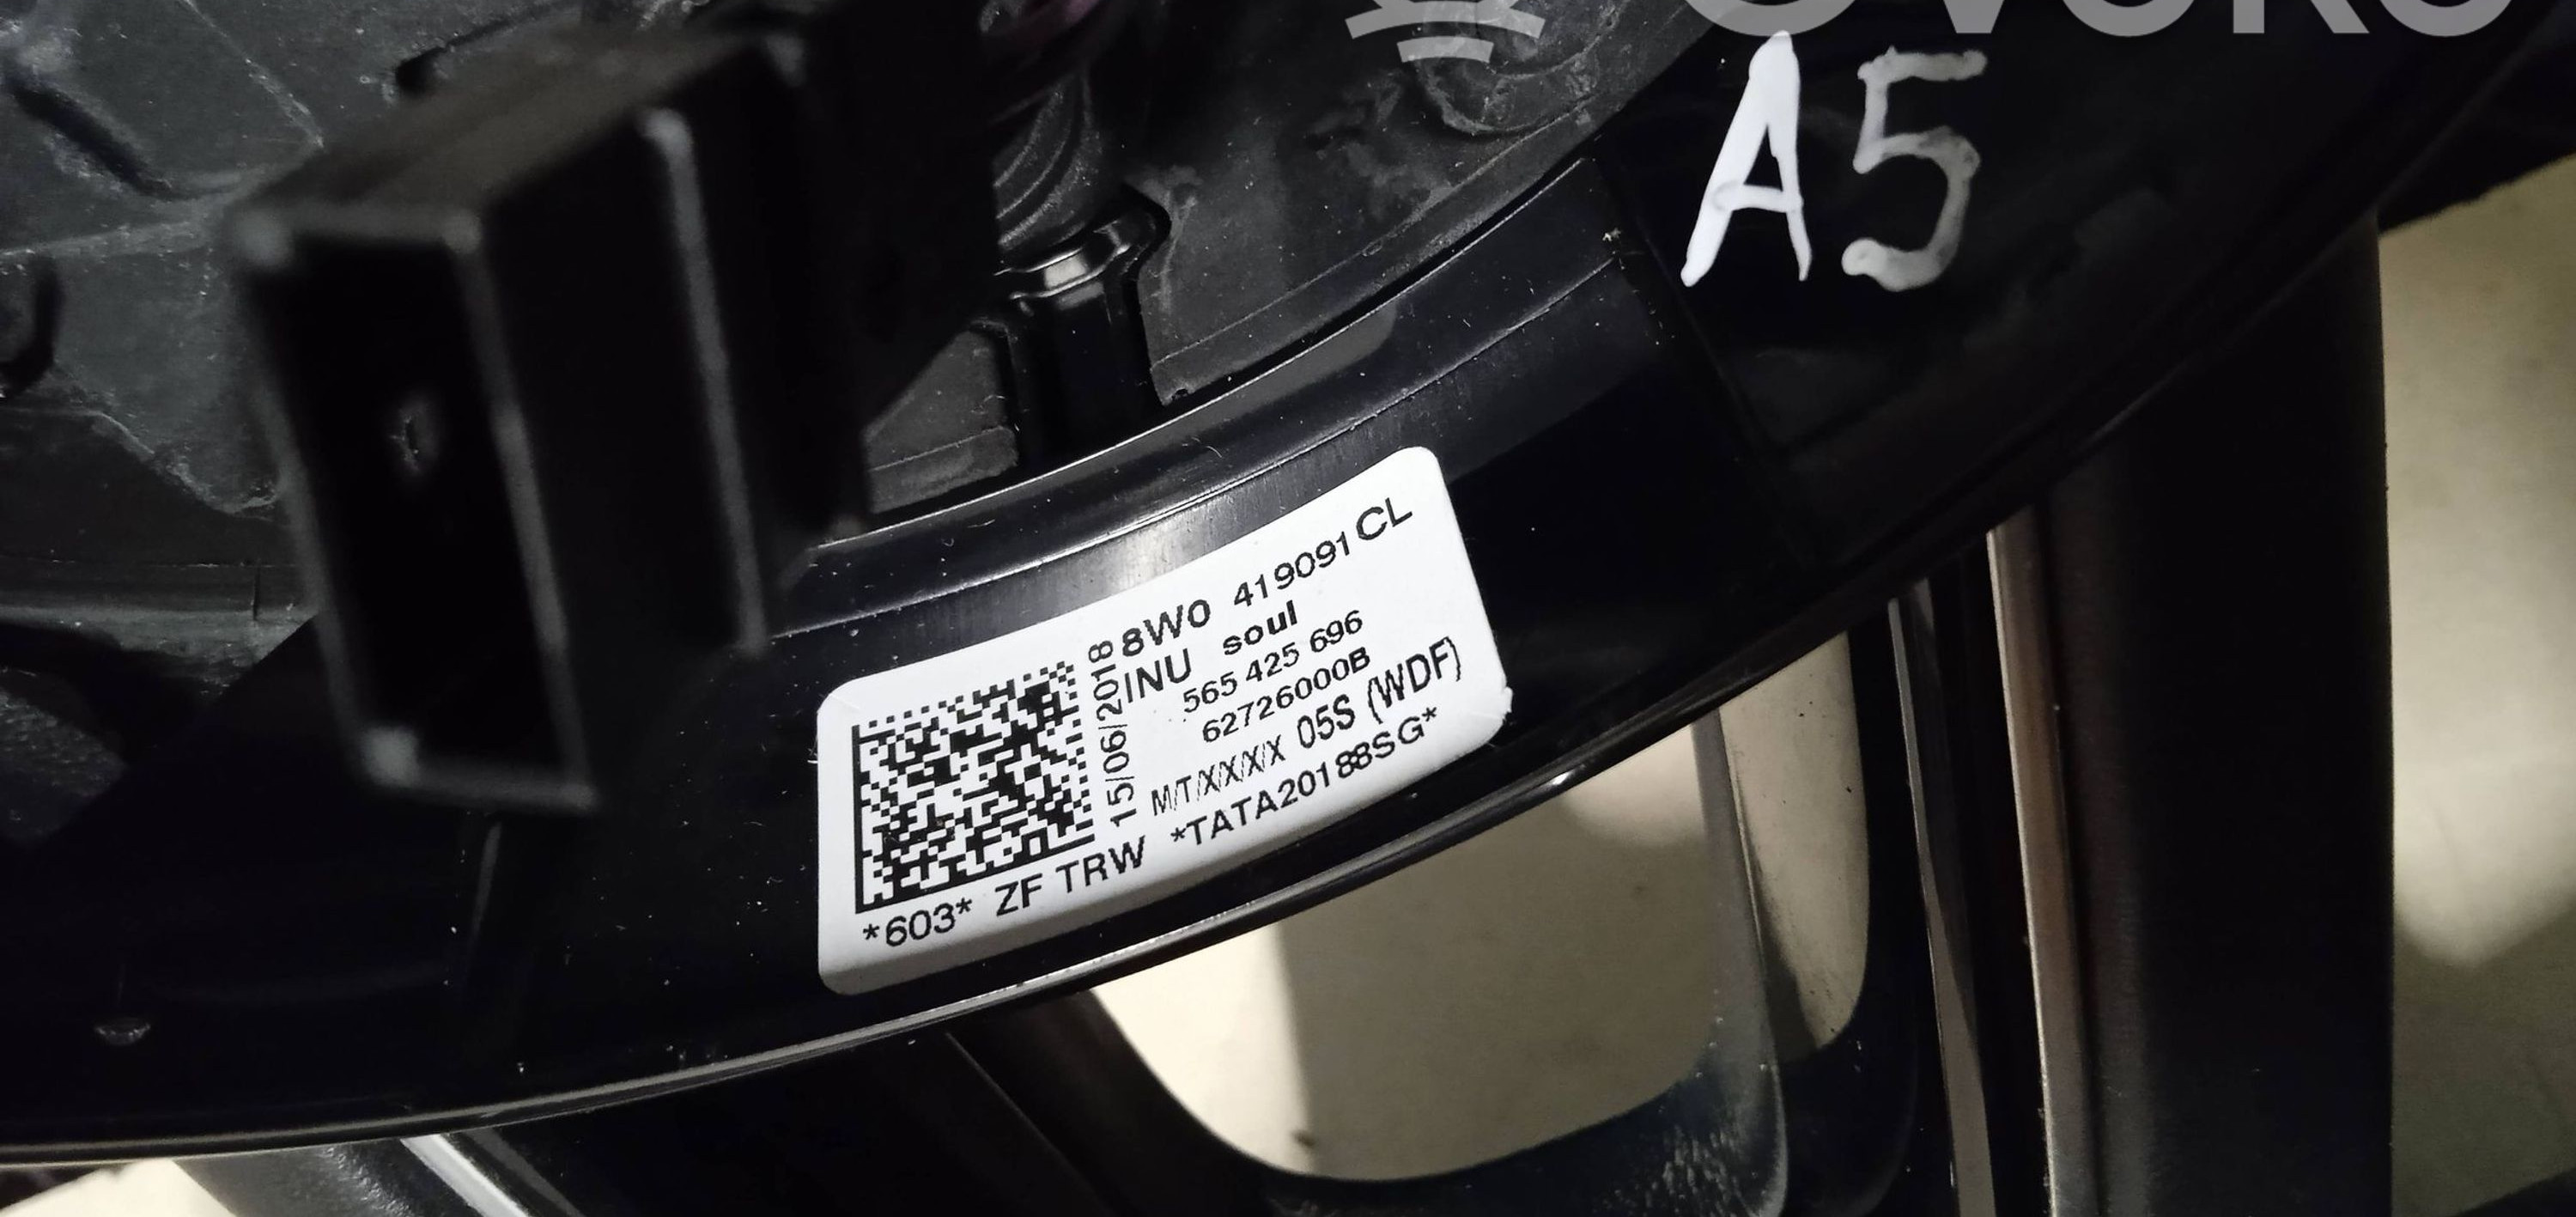 A5
8W0 419091 CL
INU soul
565 425 696
62726000B
M/T/X/X/X/X 05S (WDF)
15/06/2018
*603* ZF TRW *TATA20188SG*